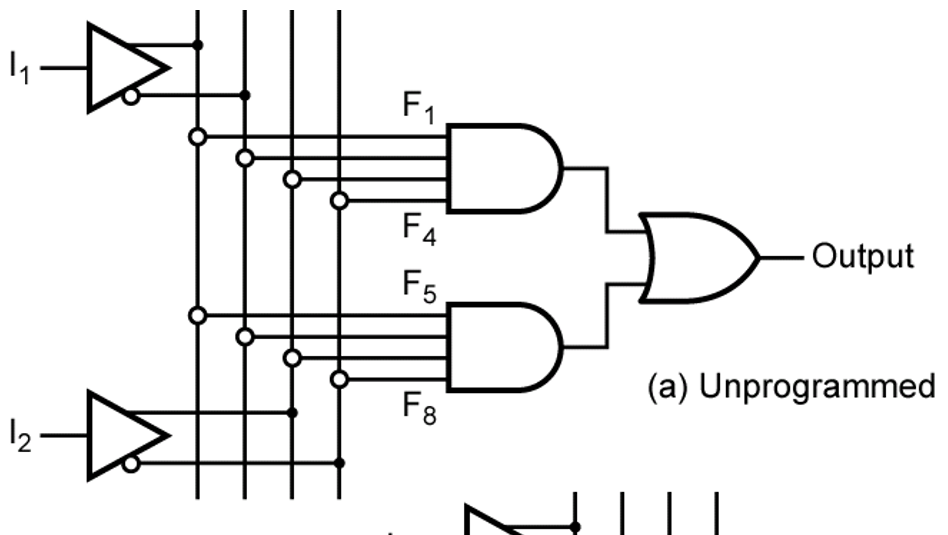 I₁
F₁
F₄
Output
F₅
(a) Unprogrammed
F₈
I₂